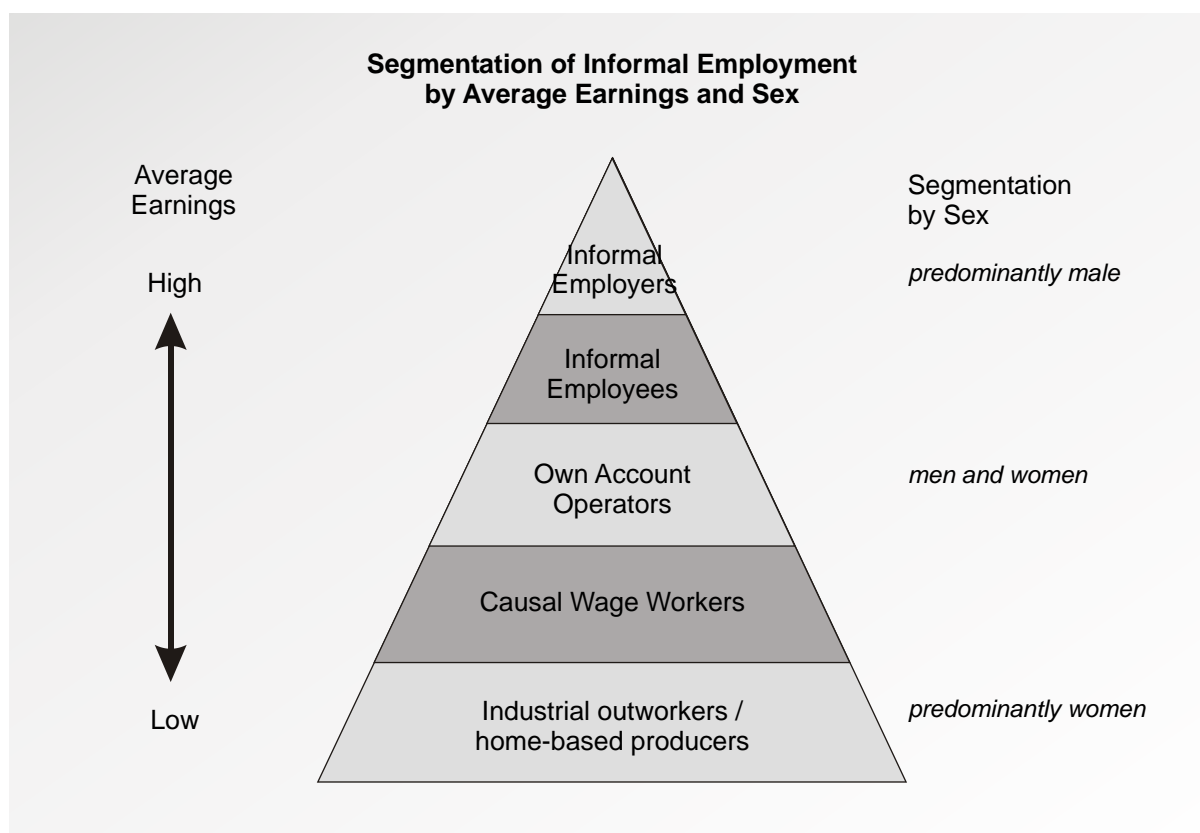 Segmentation of Informal Employment
by Average Earnings and Sex
Average
Earnings
High
Low
Informal
Employers
Informal
Employees
Own Account
Operators
Causal Wage Workers
Industrial outworkers /
home-based producers
Segmentation
by Sex
predominantly male
men and women
predominantly women